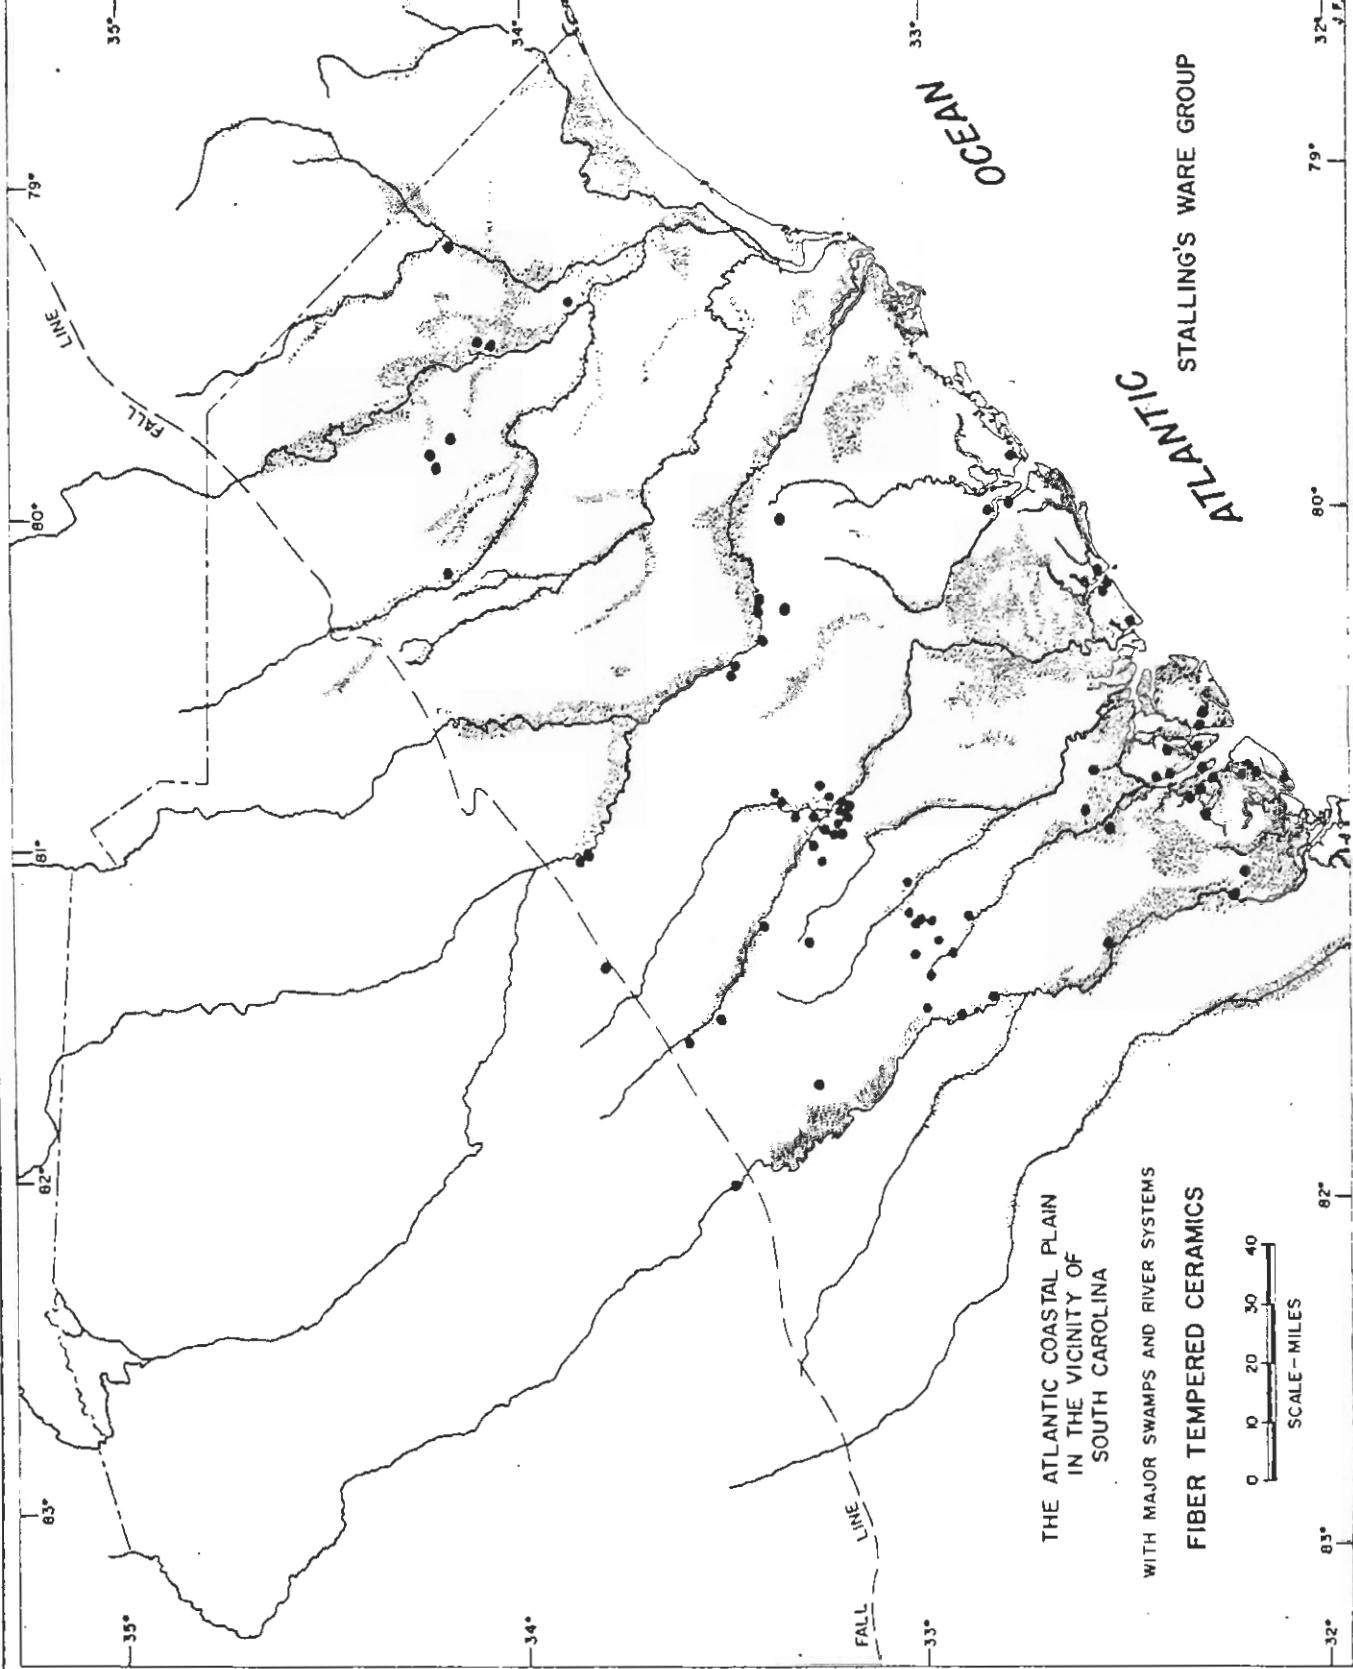 THE ATLANTIC COASTAL PLAIN
IN THE VICINITY OF
SOUTH CAROLINA
WITH MAJOR SWAMPS AND RIVER SYSTEMS
FIBER TEMPERED CERAMICS
0 10 20 30 40
SCALE-MILES
STALLING'S WARE GROUP
ATLANTIC
OCEAN
FALL LINE
FALL LINE
83°
82°
81°
80°
79°
35°
34°
33°
32°
35°
34°
33°
32°
83°
82°
80°
79°